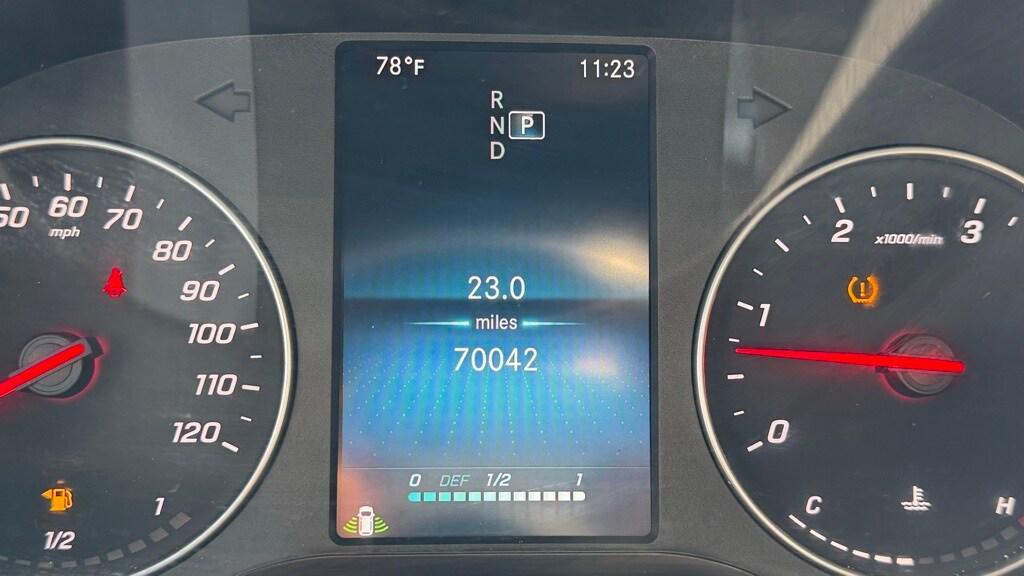 78°F 11:23
R
N P
D
50 60 70 80 90 100 110 120
mph
23.0
miles
70042
0 DEF 1/2 1
1/2 1
0 1 2 3
x1000/min
C H